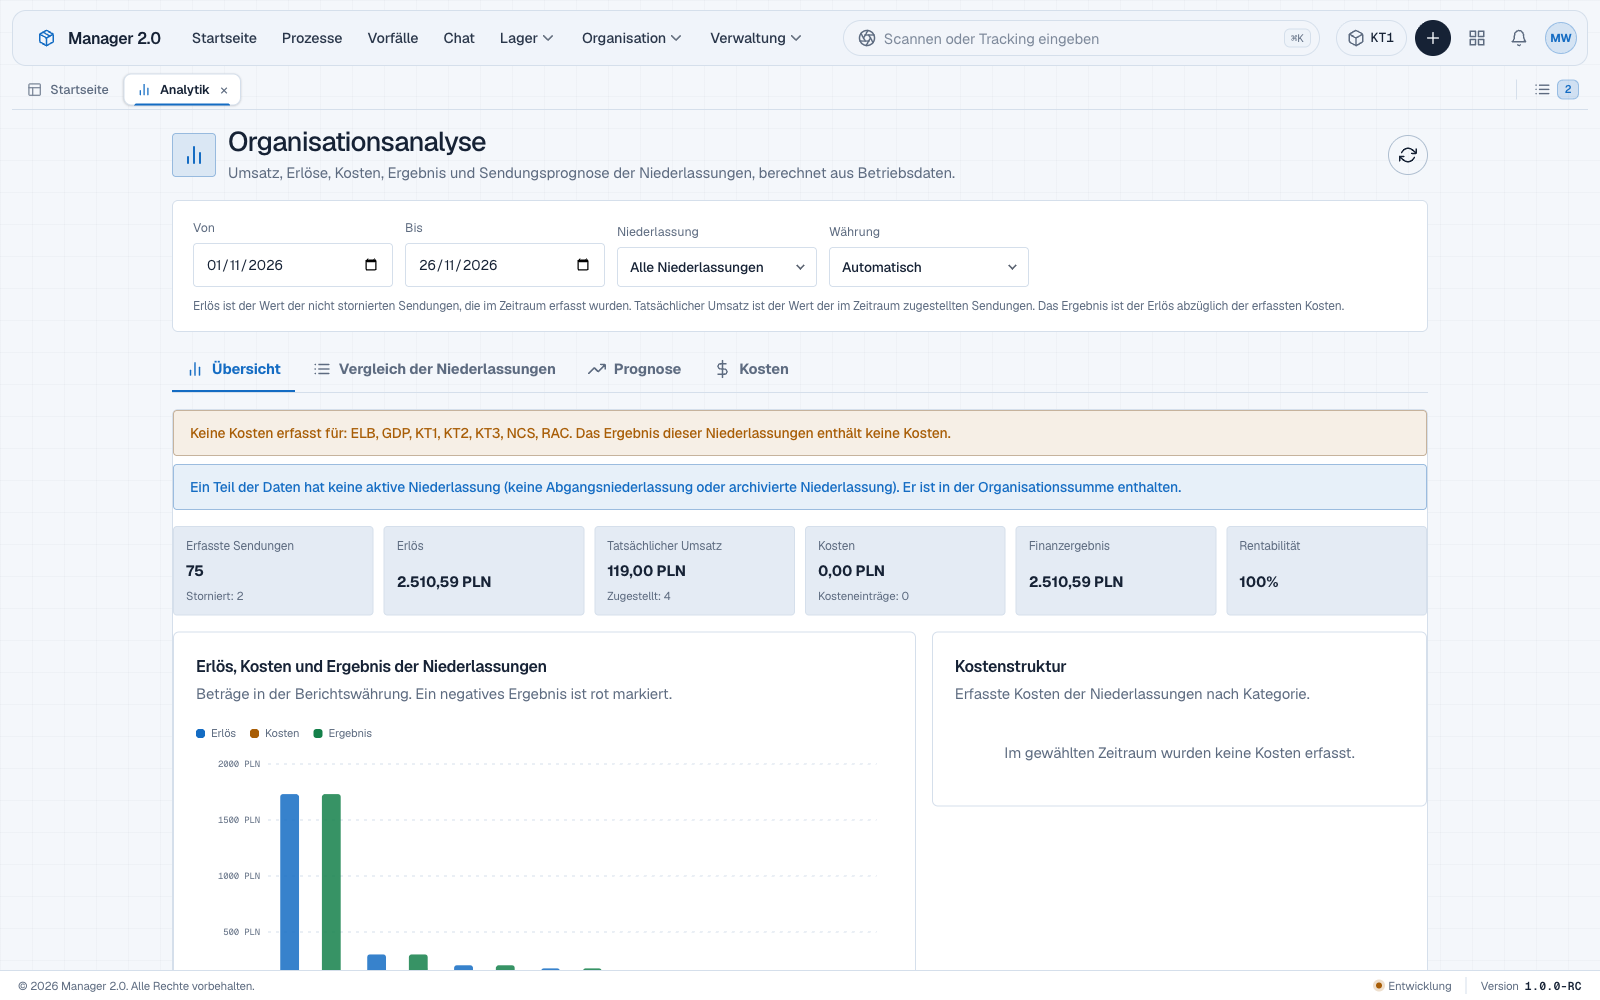 Manager 2.0
Startseite
Prozesse
Vorfälle
Chat
Lager
Organisation
Verwaltung
Scannen oder Tracking eingeben
⌘K
KT1
MW
Startseite
Analytik
2
Organisationsanalyse
Umsatz, Erlöse, Kosten, Ergebnis und Sendungsprognose der Niederlassungen, berechnet aus Betriebsdaten.
Von
Bis
Niederlassung
Währung
01/11/2026
26/11/2026
Alle Niederlassungen
Automatisch
Erlös ist der Wert der nicht stornierten Sendungen, die im Zeitraum erfasst wurden. Tatsächlicher Umsatz ist der Wert der im Zeitraum zugestellten Sendungen. Das Ergebnis ist der Erlös abzüglich der erfassten Kosten.
Übersicht
Vergleich der Niederlassungen
Prognose
Kosten
Keine Kosten erfasst für: ELB, GDP, KT1, KT2, KT3, NCS, RAC. Das Ergebnis dieser Niederlassungen enthält keine Kosten.
Ein Teil der Daten hat keine aktive Niederlassung (keine Abgangsniederlassung oder archivierte Niederlassung). Er ist in der Organisationssumme enthalten.
Erfasste Sendungen
75
Storniert: 2
Erlös
2.510,59 PLN
Tatsächlicher Umsatz
119,00 PLN
Zugestellt: 4
Kosten
0,00 PLN
Kosteneinträge: 0
Finanzergebnis
2.510,59 PLN
Rentabilität
100%
Erlös, Kosten und Ergebnis der Niederlassungen
Beträge in der Berichtswährung. Ein negatives Ergebnis ist rot markiert.
Erlös
Kosten
Ergebnis
2000 PLN
1500 PLN
1000 PLN
500 PLN
Kostenstruktur
Erfasste Kosten der Niederlassungen nach Kategorie.
Im gewählten Zeitraum wurden keine Kosten erfasst.
© 2026 Manager 2.0. Alle Rechte vorbehalten.
Entwicklung
Version 1.0.0-RC